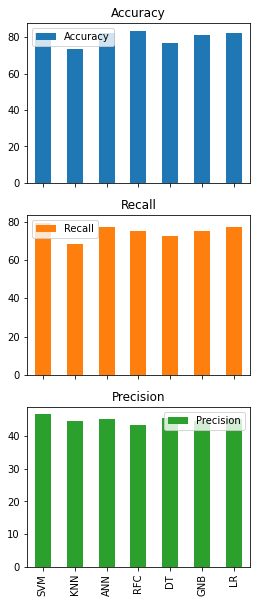 Accuracy
80
60
40
20
0
Accuracy
Recall
80
60
40
20
0
Recall
Precision
40
30
20
10
0
Precision
SVM
KNN
ANN
RFC
DT
GNB
LR